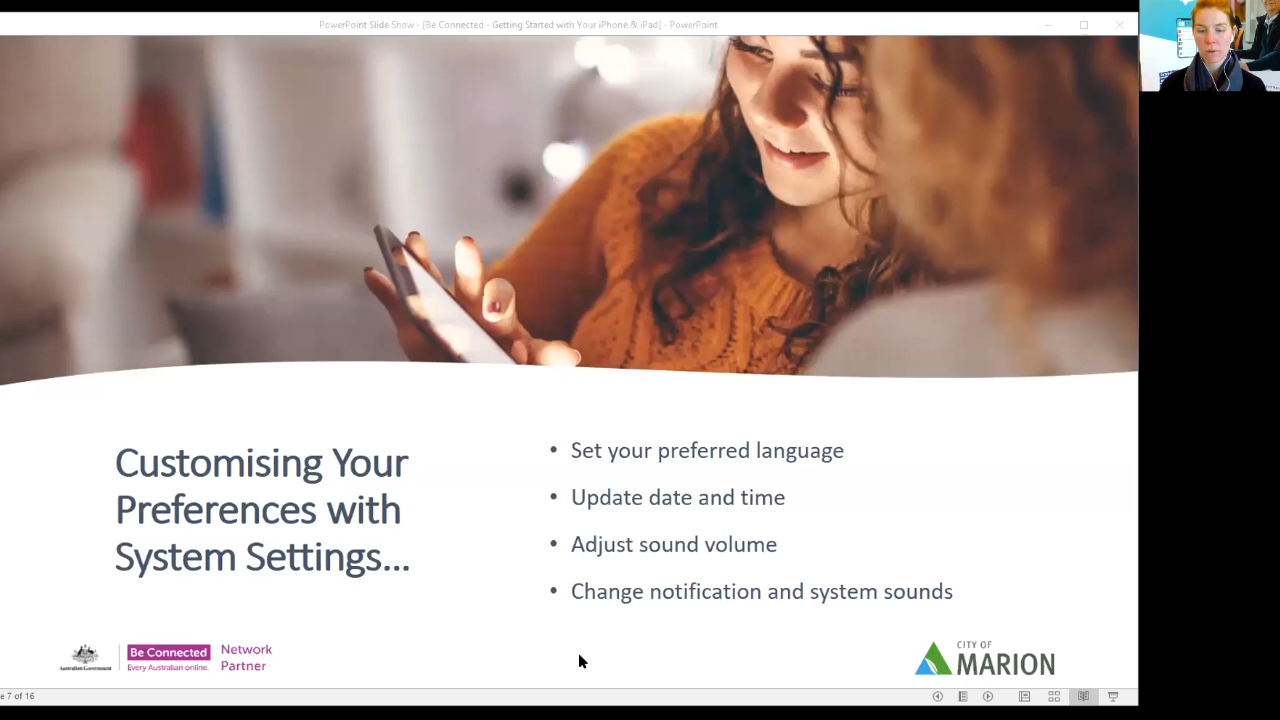 PowerPoint Slide Show - [Be Connected - Getting Started with Your iPhone & iPad] - PowerPoint
Customising Your
Preferences with
System Settings...
• Set your preferred language
• Update date and time
• Adjust sound volume
• Change notification and system sounds
Australian Government
Be Connected
Every Australian online.
Network
Partner
CITY OF
MARION
e 7 of 16